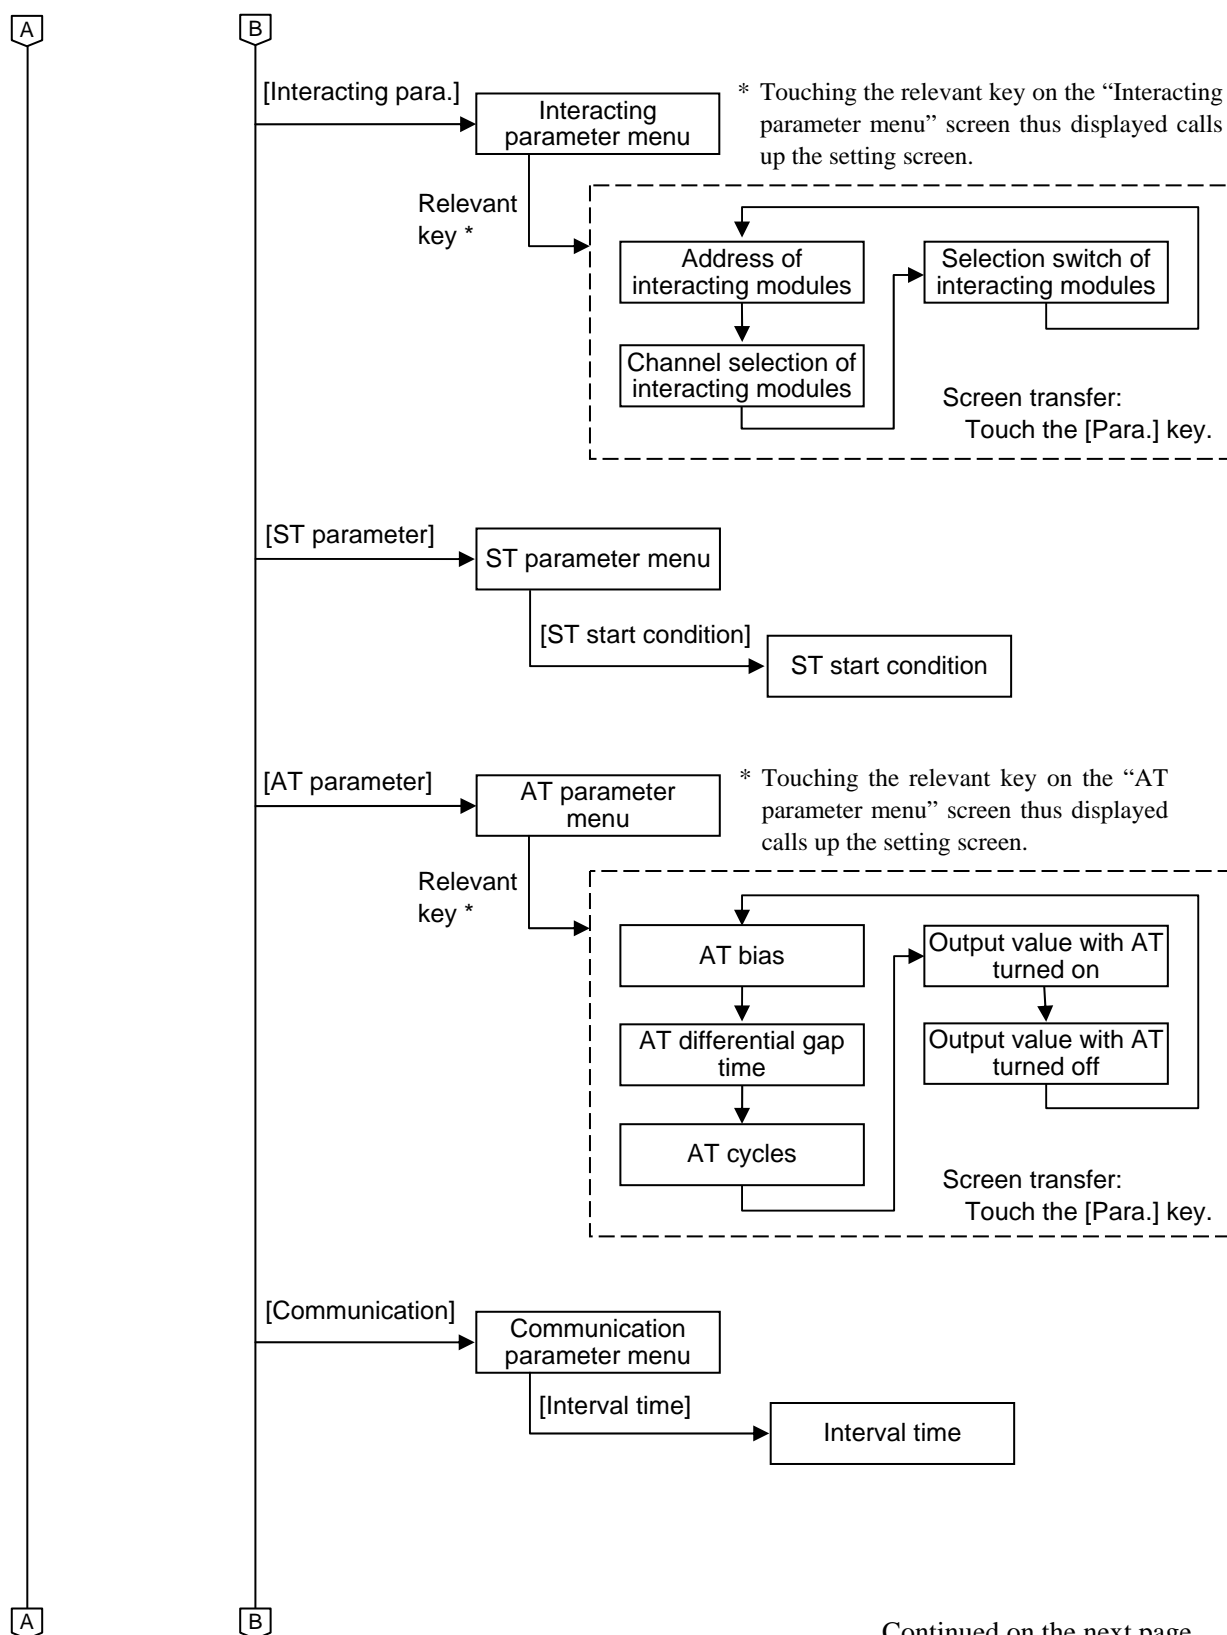 A
B
[Interacting para.]
Interacting
parameter menu
* Touching the relevant key on the “Interacting
parameter menu” screen thus displayed calls
up the setting screen.
Relevant
key *
Address of
interacting modules
Selection switch of
interacting modules
Channel selection of
interacting modules
Screen transfer:
Touch the [Para.] key.
[ST parameter]
ST parameter menu
[ST start condition]
ST start condition
[AT parameter]
AT parameter
menu
* Touching the relevant key on the “AT
parameter menu” screen thus displayed
calls up the setting screen.
Relevant
key *
AT bias
Output value with AT
turned on
AT differential gap
time
Output value with AT
turned off
AT cycles
Screen transfer:
Touch the [Para.] key.
[Communication]
Communication
parameter menu
[Interval time]
Interval time
A
B
Continued on the next page